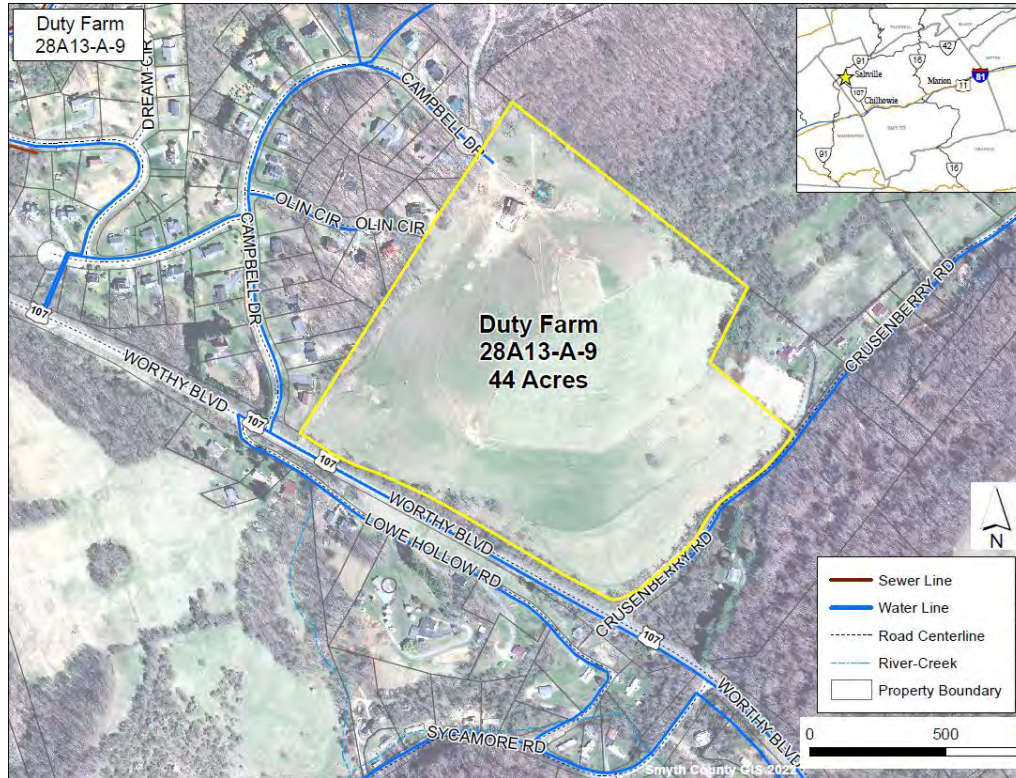 Duty Farm
28A13-A-9
DREAM CIR
CAMPBELL DR
OLIN CIR
OLIN CIR
CAMPBELL DR
107
WORTHY BLVD
107
107
WORTHY BLVD
LOWE HOLLOW RD
CRUSENBERRY RD
CRUSENBERRY RD
107
WORTHY BLVD
SYCAMORE RD
Duty Farm
28A13-A-9
44 Acres
91
42
16
Saltville
Marion
11
81
107
Chilhowie
91
16
N
Sewer Line
Water Line
Road Centerline
River-Creek
Property Boundary
0 500
Smyth County GIS 2022